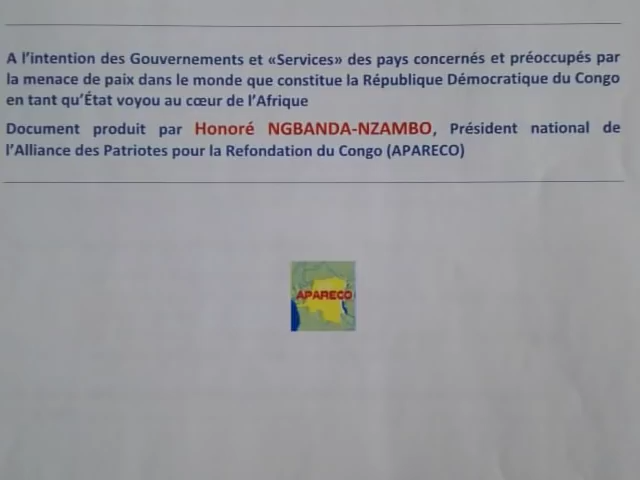 A l'intention des Gouvernements et «Services» des pays concernés et préoccupés par
la menace de paix dans le monde que constitue la République Démocratique du Congo
en tant qu'État voyou au cœur de l'Afrique
Document produit par Honoré NGBANDA-NZAMBO, Président national de
l'Alliance des Patriotes pour la Refondation du Congo (APARECO)
APARECO